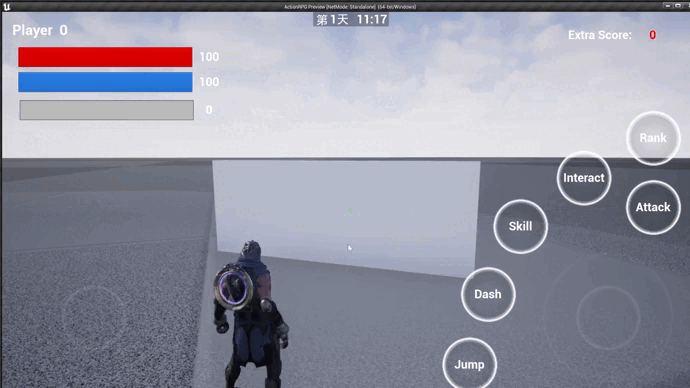 ActionRPG Preview [NetMode: Standalone] (64-bit/Windows)
第1天 11:17
Player 0
Extra Score: 0
100
100
0
Rank
Interact
Attack
Skill
Dash
Jump